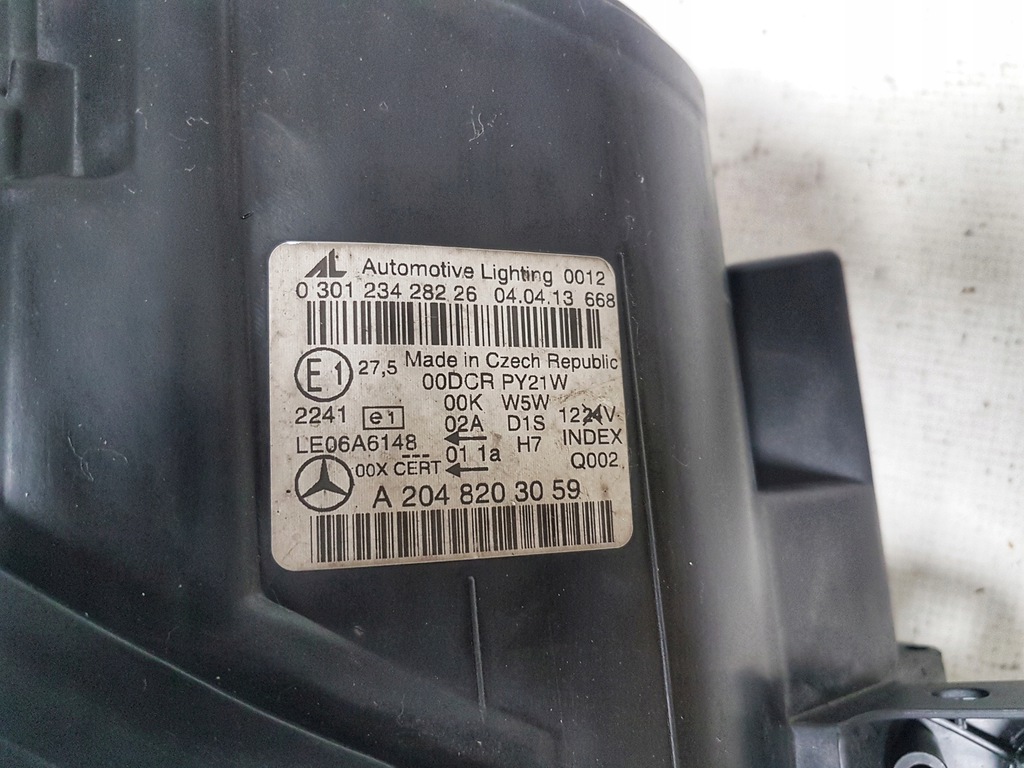 AL Automotive Lighting 0012
0 301 234 282 26 04.04.13 668
E1 27,5 Made in Czech Republic
00DCR PY21W
00K W5W
2241 e1 02A D1S 12 24V
LE06A6148 H7 INDEX
00X CERT 01 1a Q002
A 204 820 30 59